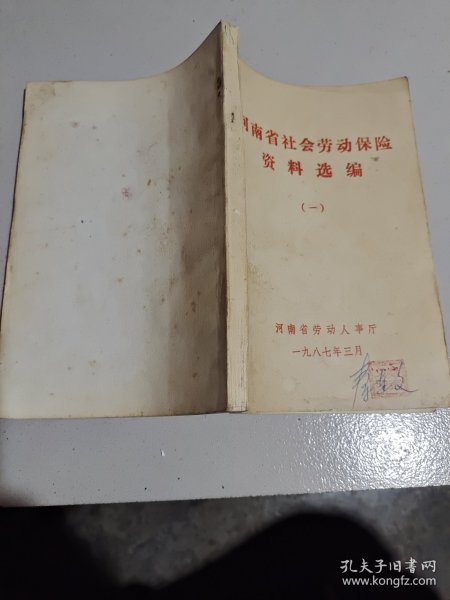 河南省社会劳动保险
资料选编
（一）
河南省劳动人事厅
一九八七年三月
孔夫子旧书网
www.kongfz.com